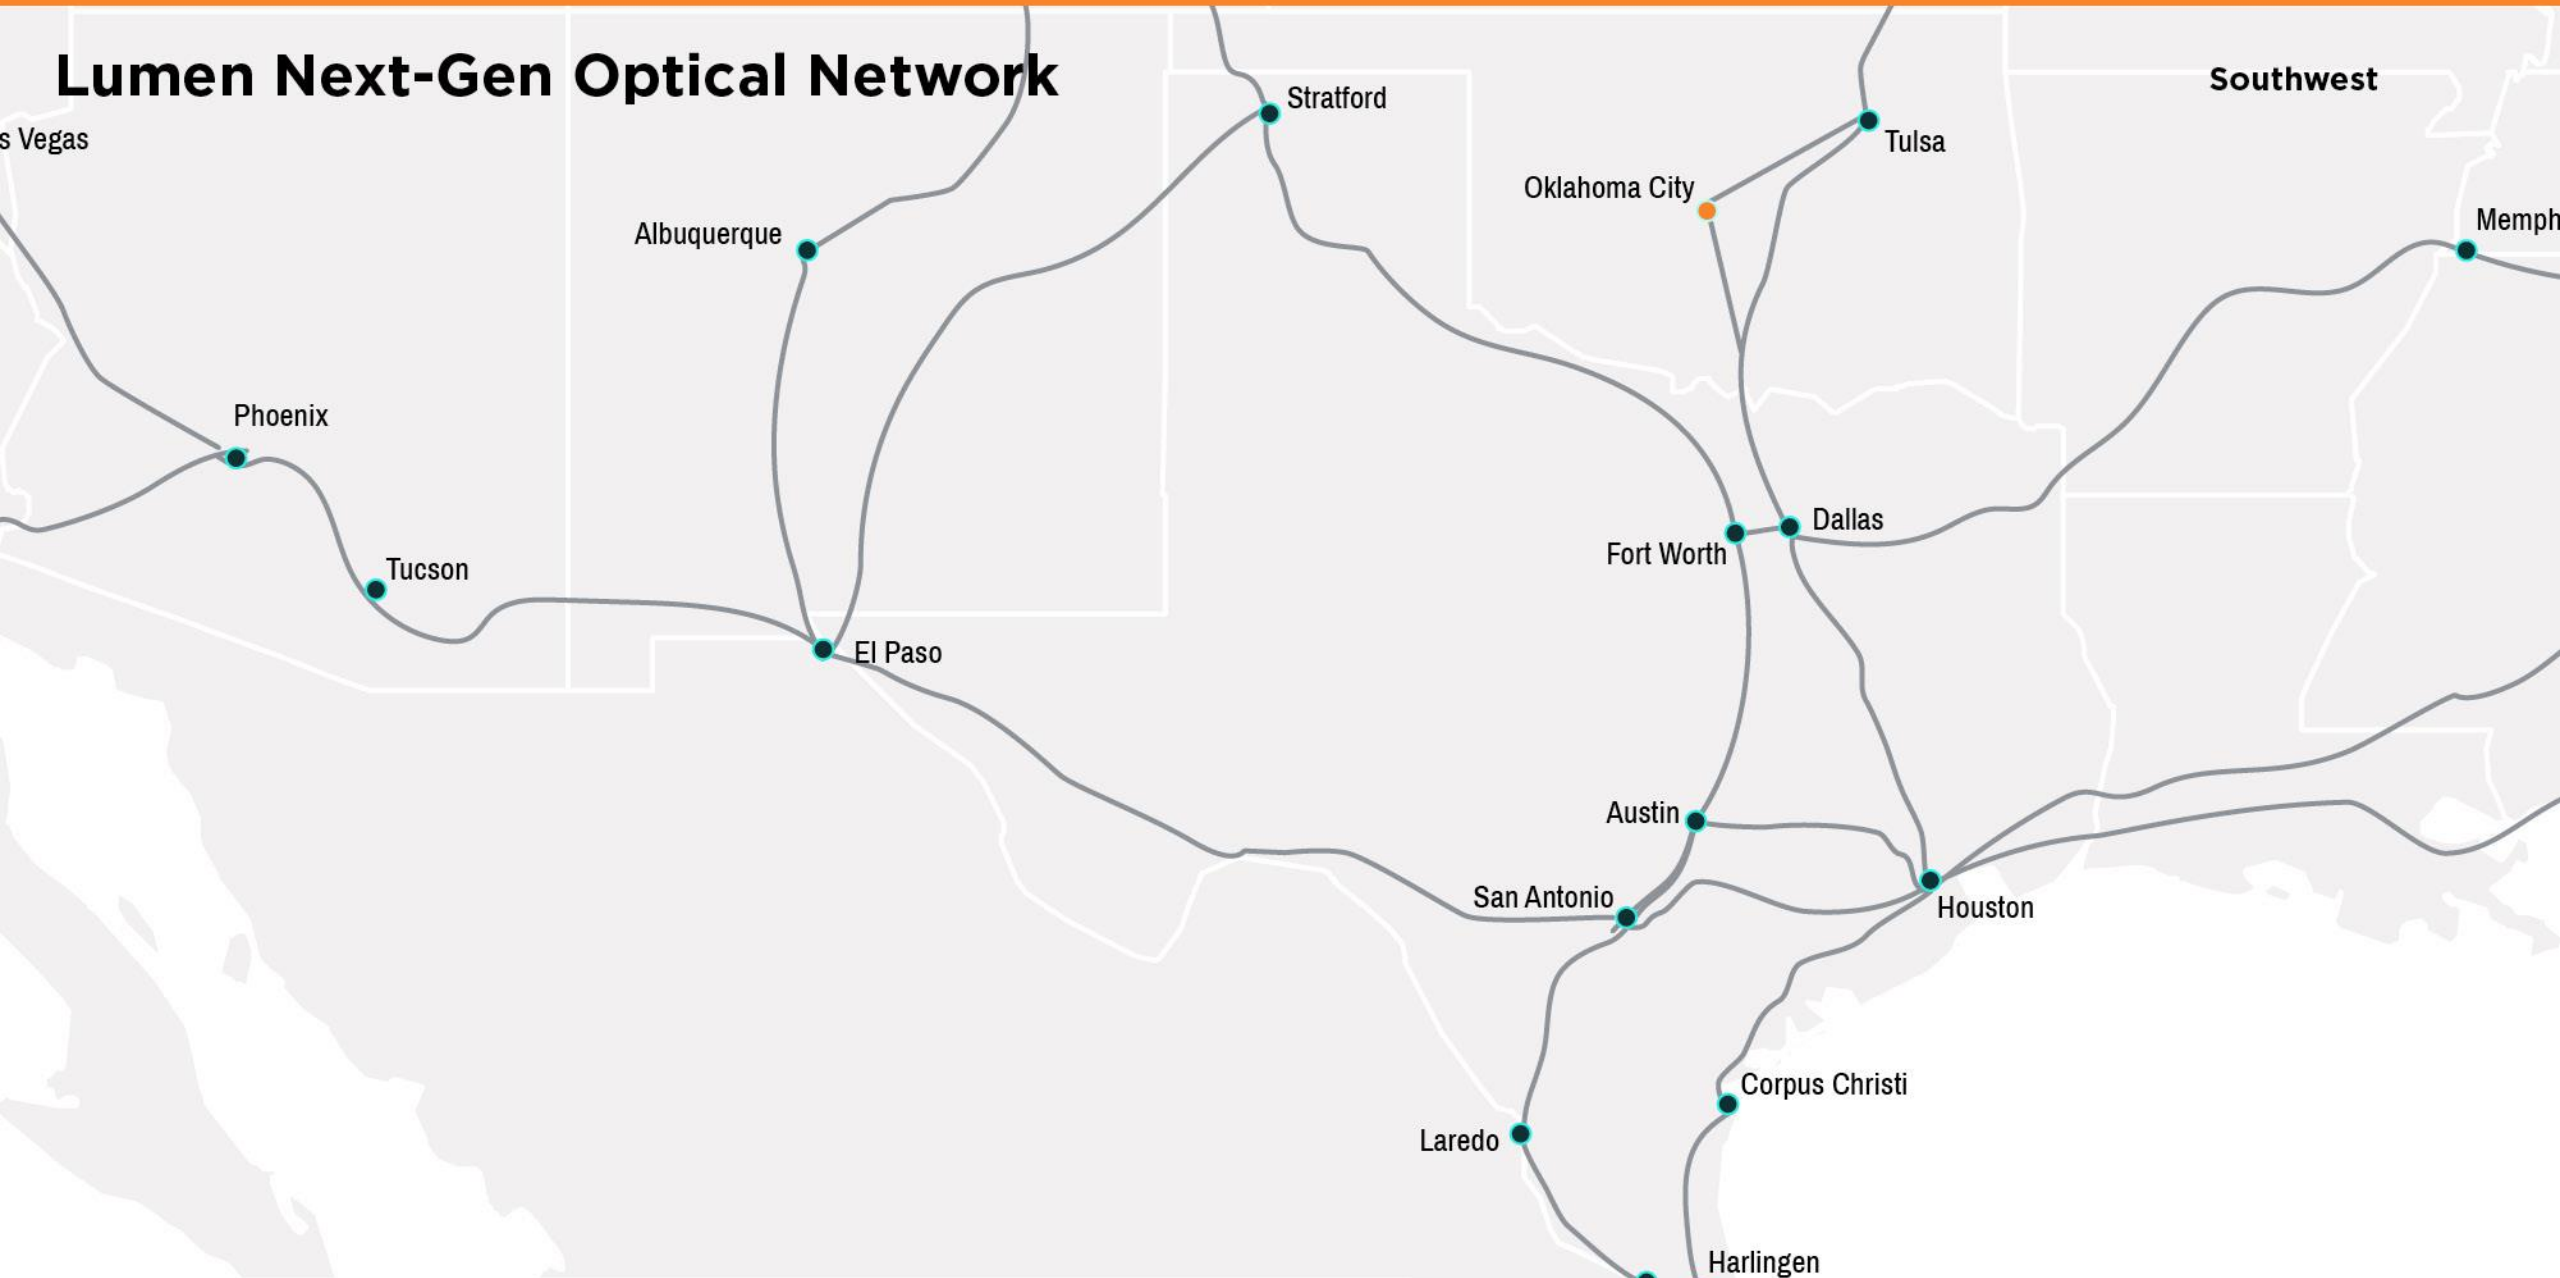 Lumen Next-Gen Optical Network
Southwest
s Vegas
Stratford
Tulsa
Oklahoma City
Memph
Albuquerque
Phoenix
Dallas
Fort Worth
Tucson
El Paso
Austin
San Antonio
Houston
Corpus Christi
Laredo
Harlingen